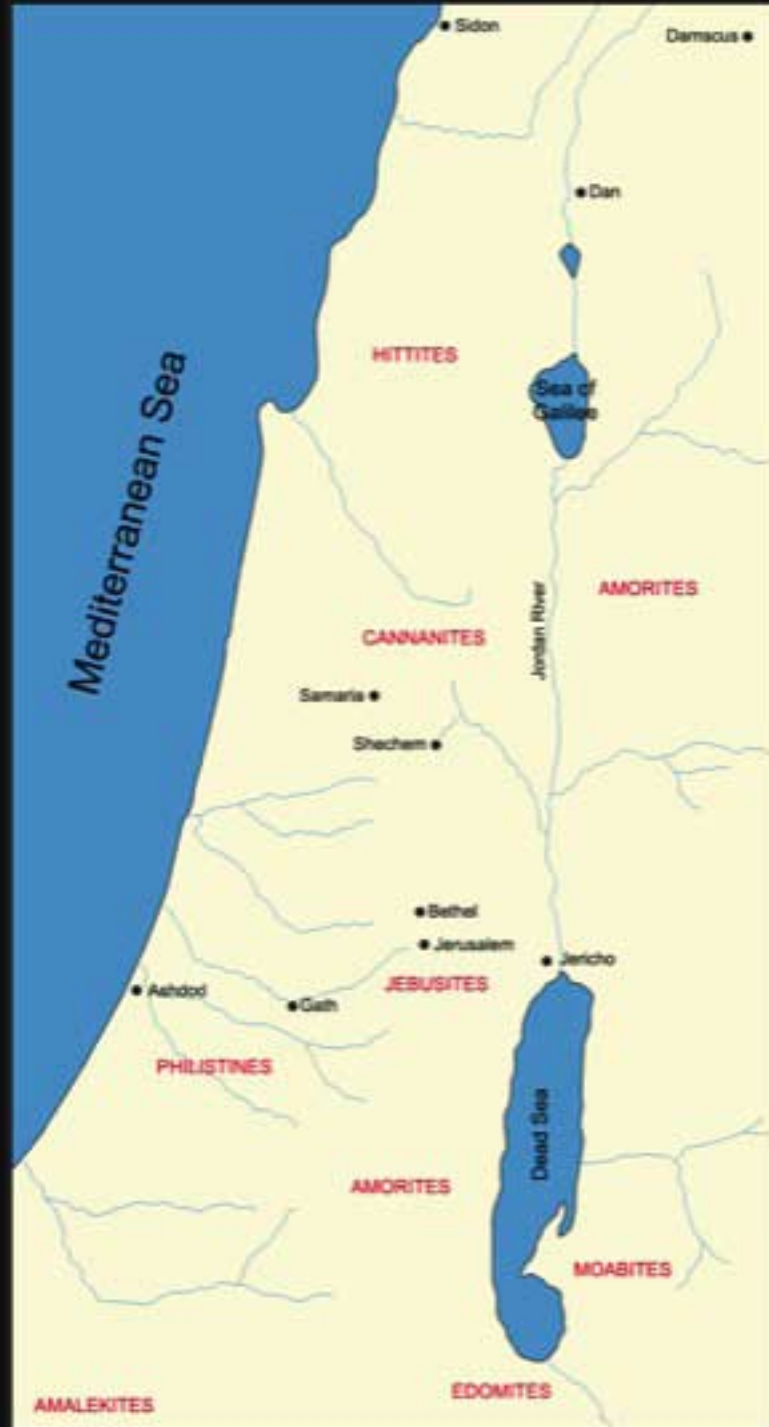 Sidon
Damscus
Dan
HITTITES
Sea of
Galilee
Mediterranean Sea
Jordan River
AMORITES
CANNANITES
Samaria
Shechem
Bethel
Jerusalem
Jericho
JEBUSITES
Ashdod
Gath
PHILISTINES
Dead Sea
AMORITES
MOABITES
EDOMITES
AMALEKITES